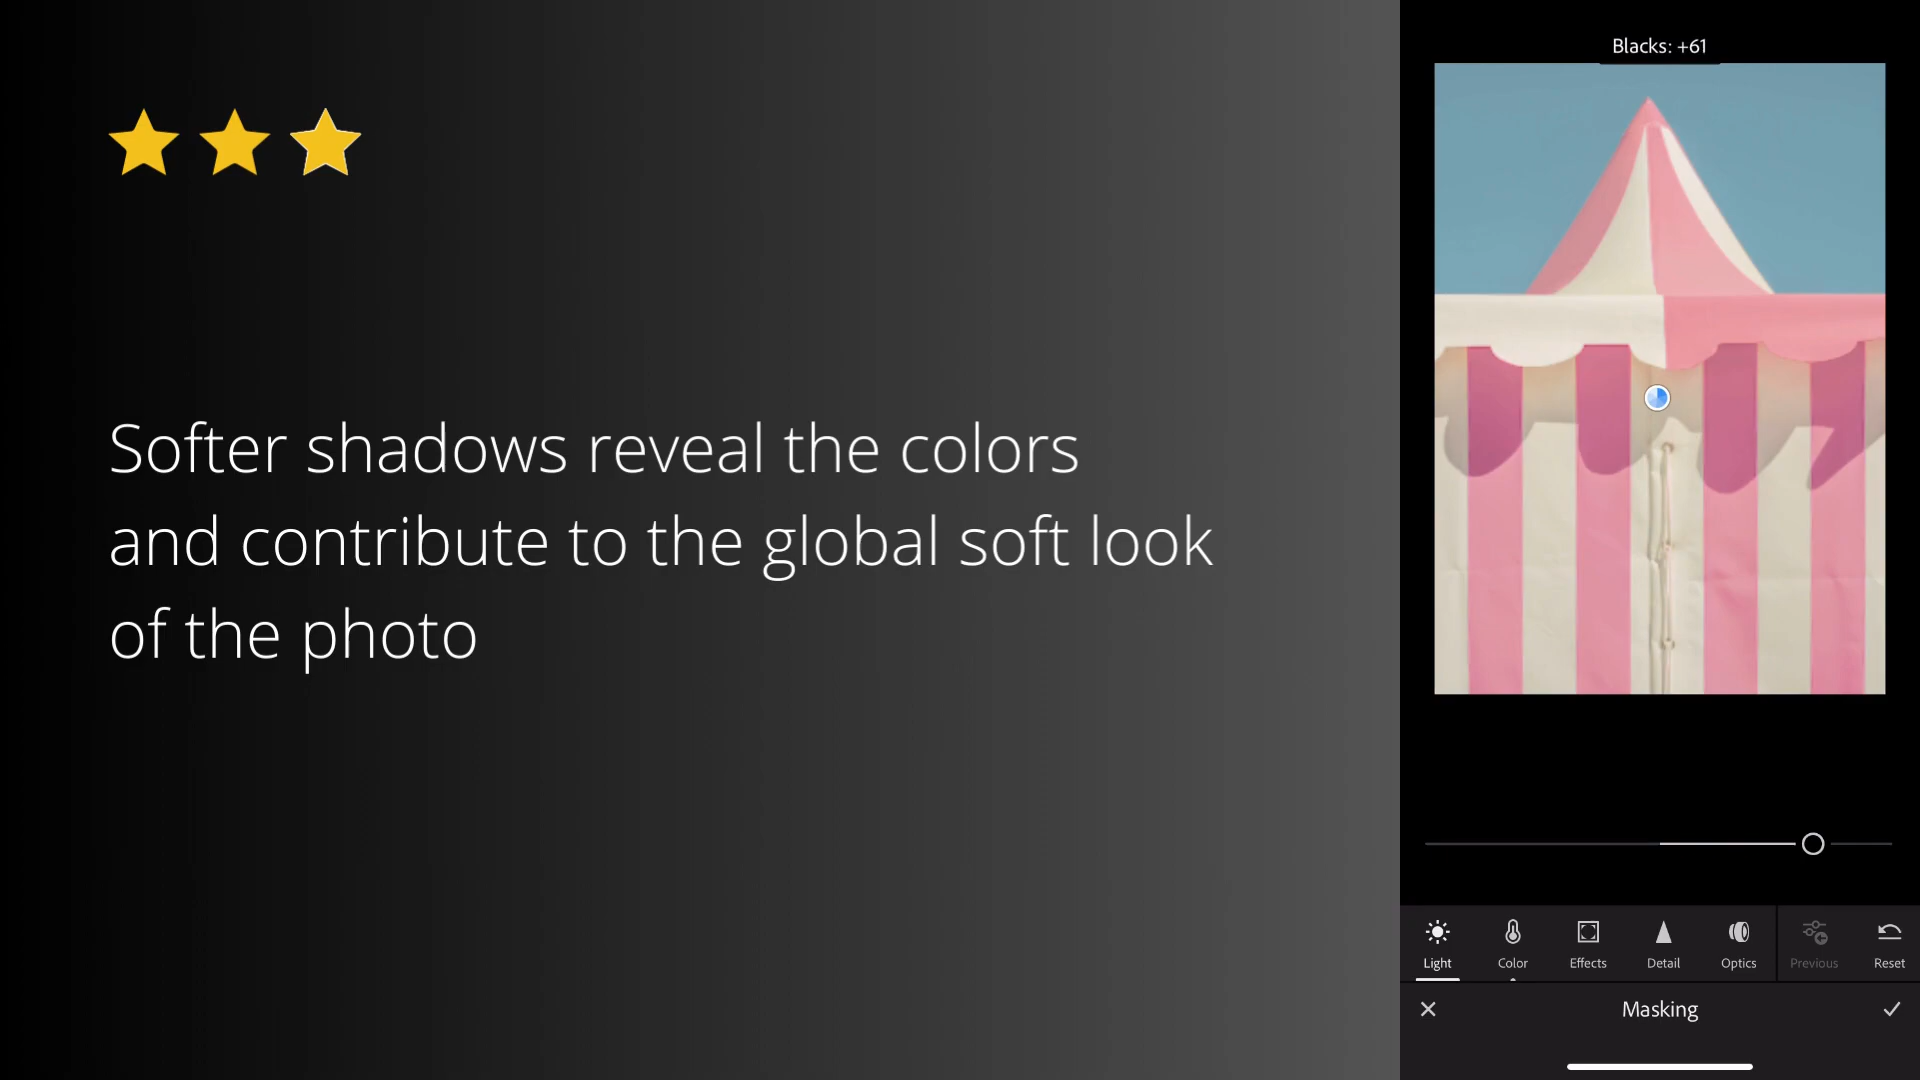 Softer shadows reveal the colors
and contribute to the global soft look
of the photo
Blacks: +61
Light
Color
Effects
Detail
Optics
Previous
Reset
Masking